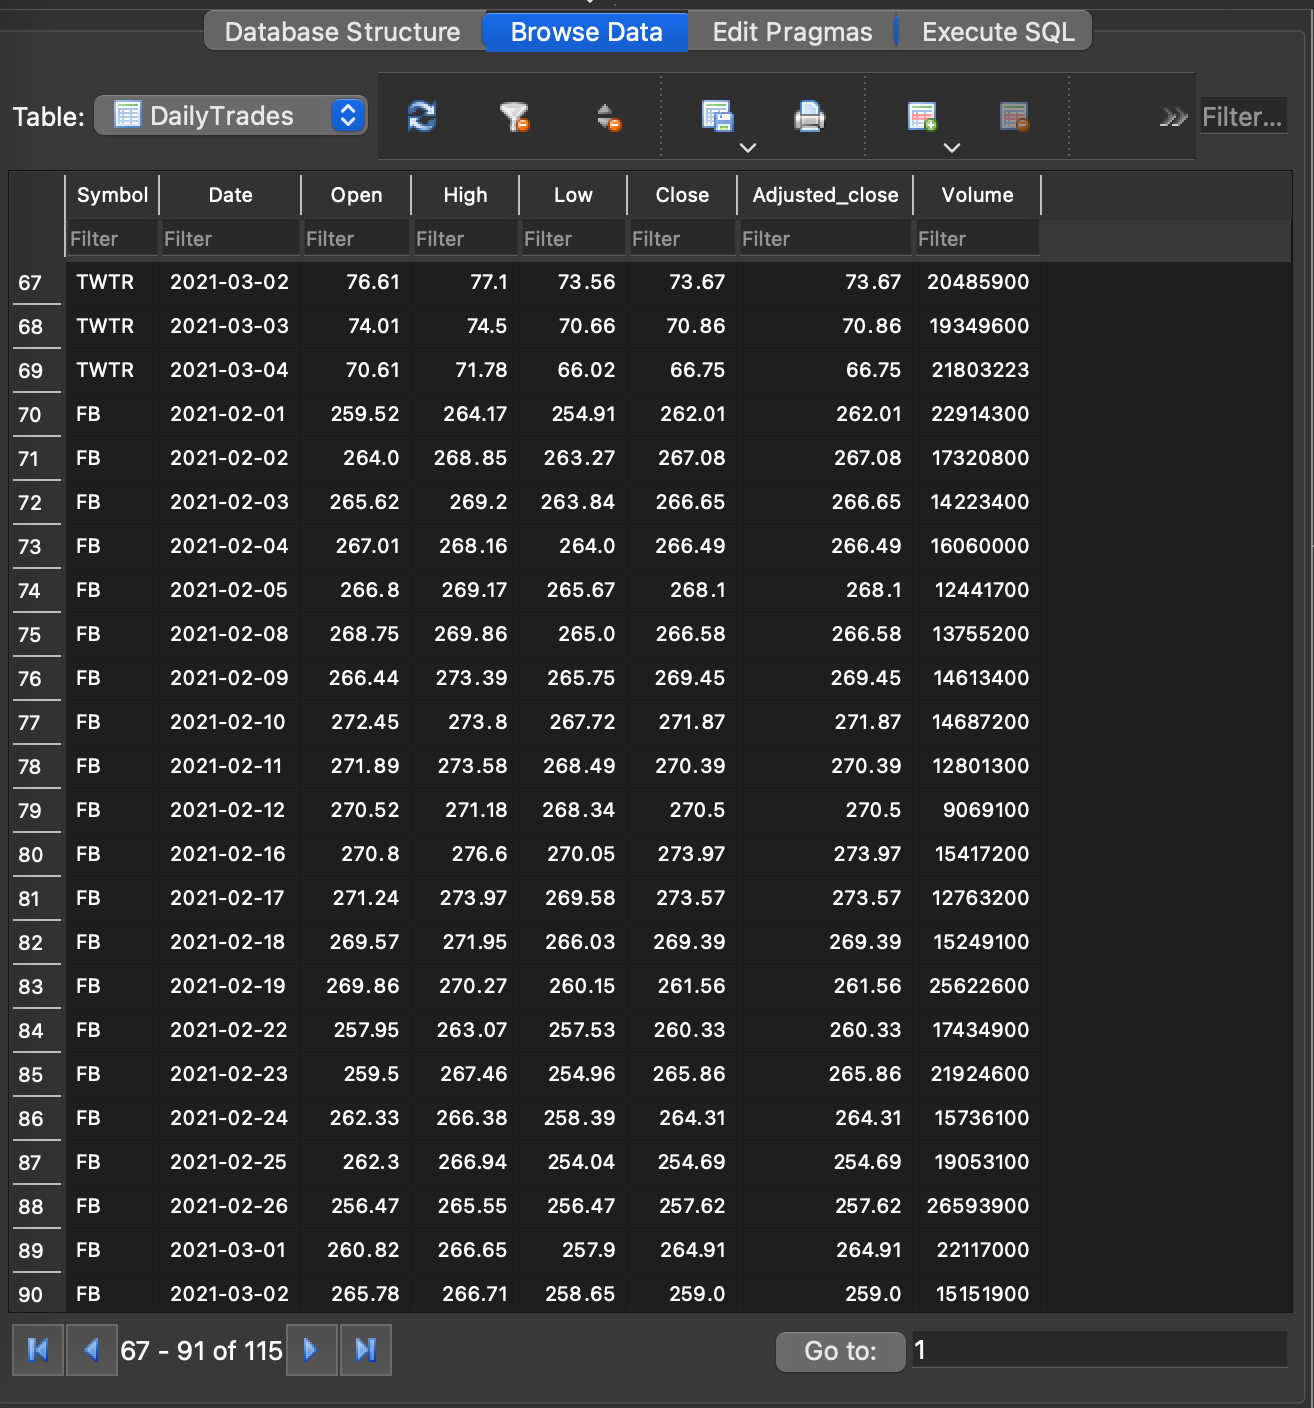 Database Structure Browse Data Edit Pragmas Execute SQL
Table: DailyTrades Filter...
Symbol Date Open High Low Close Adjusted_close Volume
Filter Filter Filter Filter Filter Filter Filter Filter
67 TWTR 2021-03-02 76.61 77.1 73.56 73.67 73.67 20485900
68 TWTR 2021-03-03 74.01 74.5 70.66 70.86 70.86 19349600
69 TWTR 2021-03-04 70.61 71.78 66.02 66.75 66.75 21803223
70 FB 2021-02-01 259.52 264.17 254.91 262.01 262.01 22914300
71 FB 2021-02-02 264.0 268.85 263.27 267.08 267.08 17320800
72 FB 2021-02-03 265.62 269.2 263.84 266.65 266.65 14223400
73 FB 2021-02-04 267.01 268.16 264.0 266.49 266.49 16060000
74 FB 2021-02-05 266.8 269.17 265.67 268.1 268.1 12441700
75 FB 2021-02-08 268.75 269.86 265.0 266.58 266.58 13755200
76 FB 2021-02-09 266.44 273.39 265.75 269.45 269.45 14613400
77 FB 2021-02-10 272.45 273.8 267.72 271.87 271.87 14687200
78 FB 2021-02-11 271.89 273.58 268.49 270.39 270.39 12801300
79 FB 2021-02-12 270.52 271.18 268.34 270.5 270.5 9069100
80 FB 2021-02-16 270.8 276.6 270.05 273.97 273.97 15417200
81 FB 2021-02-17 271.24 273.97 269.58 273.57 273.57 12763200
82 FB 2021-02-18 269.57 271.95 266.03 269.39 269.39 15249100
83 FB 2021-02-19 269.86 270.27 260.15 261.56 261.56 25622600
84 FB 2021-02-22 257.95 263.07 257.53 260.33 260.33 17434900
85 FB 2021-02-23 259.5 267.46 254.96 265.86 265.86 21924600
86 FB 2021-02-24 262.33 266.38 258.39 264.31 264.31 15736100
87 FB 2021-02-25 262.3 266.94 254.04 254.69 254.69 19053100
88 FB 2021-02-26 256.47 265.55 256.47 257.62 257.62 26593900
89 FB 2021-03-01 260.82 266.65 257.9 264.91 264.91 22117000
90 FB 2021-03-02 265.78 266.71 258.65 259.0 259.0 15151900
67 - 91 of 115 Go to: 1